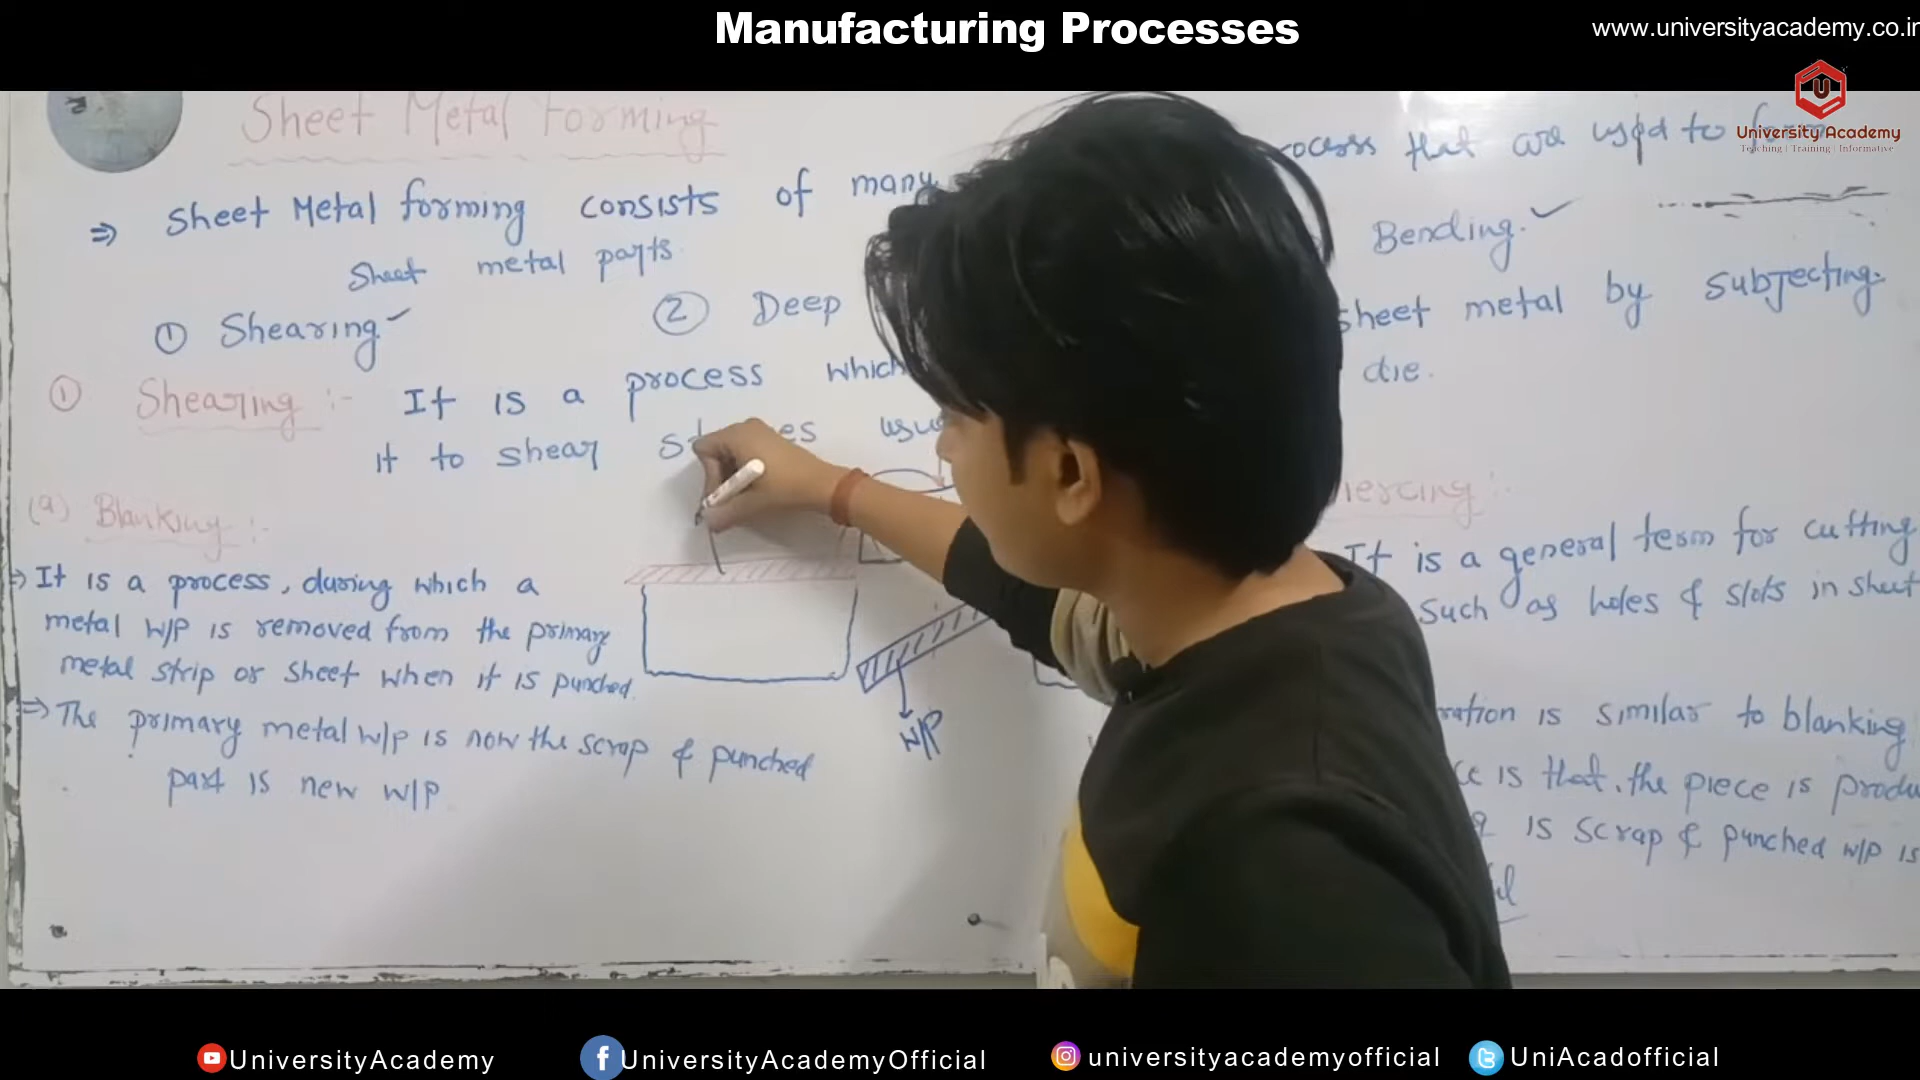 Manufacturing Processes
www.universityacademy.co.in
University Academy
Teaching | Training | Informative
Sheet Metal Forming
⇒ Sheet Metal forming consists of many process that are used to form
Sheet metal parts.
① Shearing ② Deep Bending.
① Shearing :- It is a process which sheet metal by subjecting
it to shear die.
(a) Blanking :-
⇒ It is a process, during which a
metal W/P is removed from the primary
metal strip or sheet when it is punched.
⇒ The primary metal w/p is now the scrap & punched
part is new w/p
W/P
Piercing :-
It is a general term for cutting
such as holes & slots in sheet
is similar to blanking
is that, the piece is
is scrap & punched w/p is
UniversityAcademy
UniversityAcademyOfficial
universityacademyofficial
UniAcadofficial